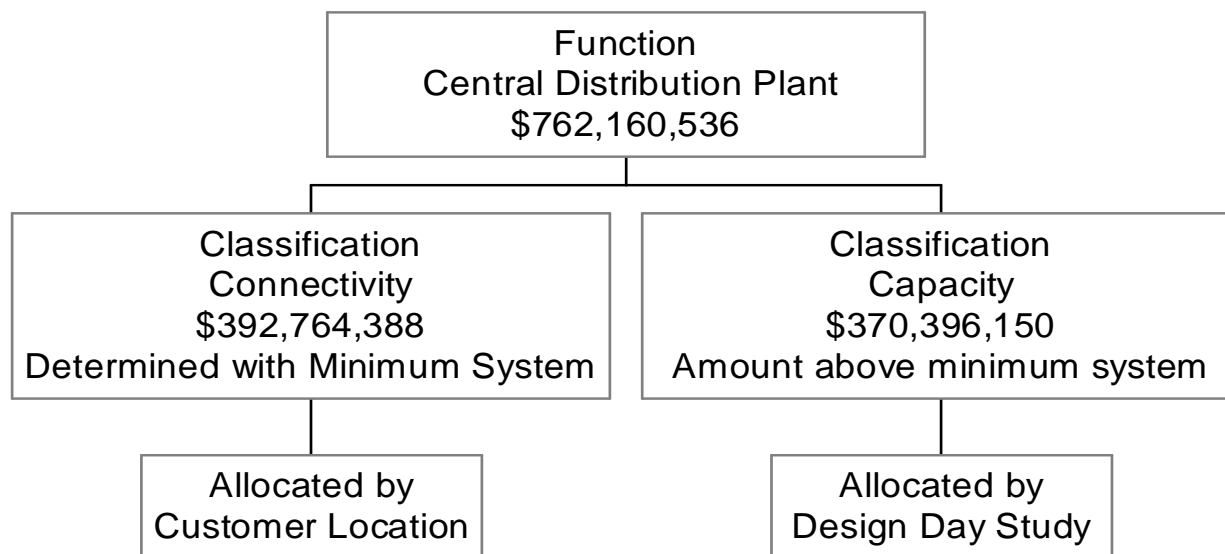 Function
Central Distribution Plant
$762,160,536
Classification
Connectivity
$392,764,388
Determined with Minimum System
Classification
Capacity
$370,396,150
Amount above minimum system
Allocated by
Customer Location
Allocated by
Design Day Study